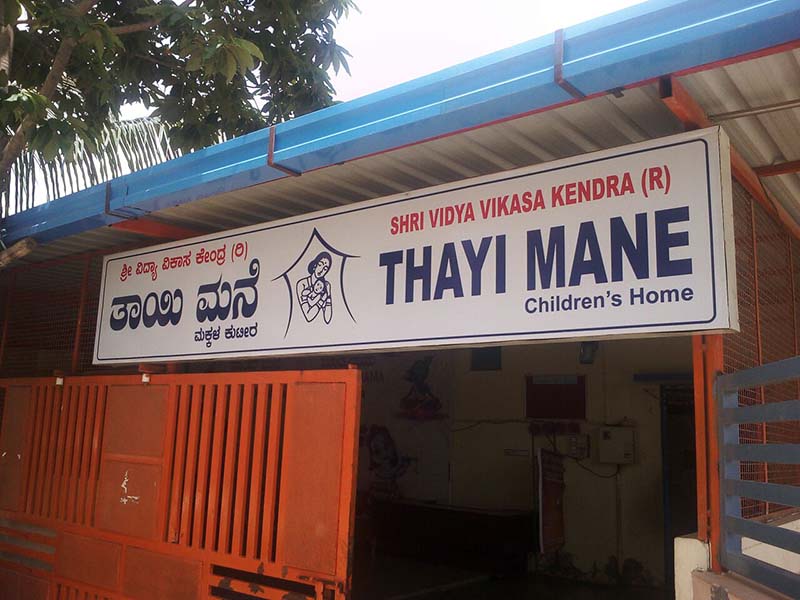 ಶ್ರೀ ವಿದ್ಯಾ ವಿಕಾಸ ಕೇಂದ್ರ (ರಿ)
ತಾಯಿ ಮನೆ
ಮಕ್ಕಳ ಕುಟೀರ
SHRI VIDYA VIKASA KENDRA (R)
THAYI MANE
Children's Home